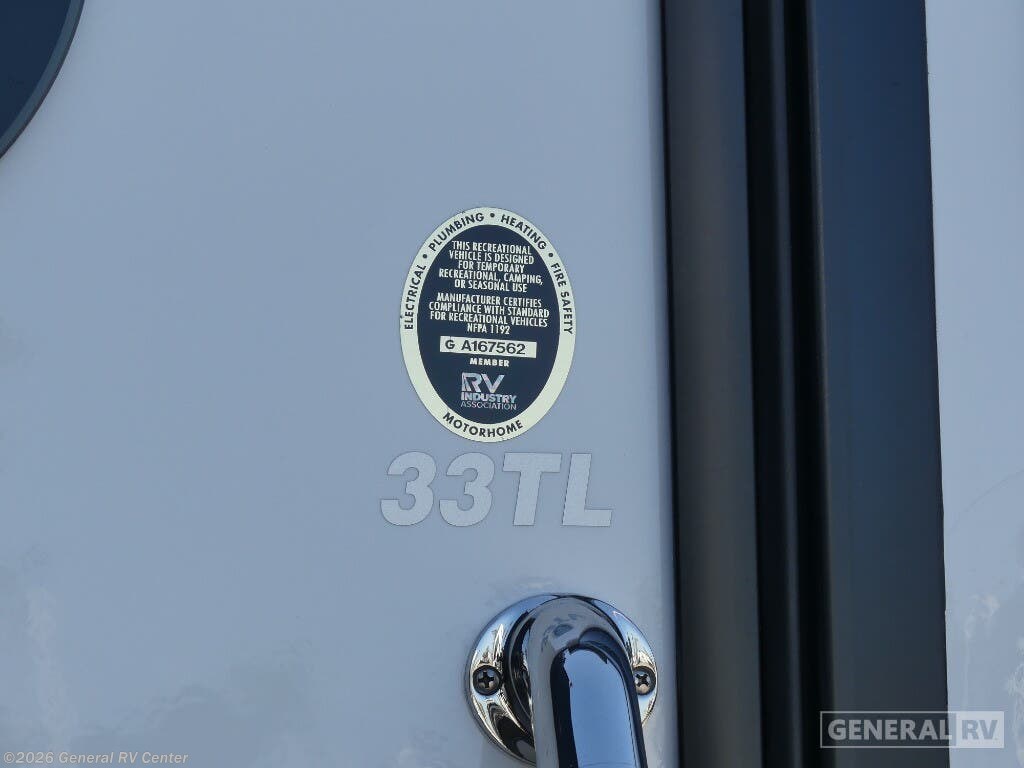 ELECTRICAL • PLUMBING • HEATING • FIRE SAFETY
THIS RECREATIONAL
VEHICLE IS DESIGNED
FOR TEMPORARY
RECREATIONAL, CAMPING,
OR SEASONAL USE
MANUFACTURER CERTIFIES
COMPLIANCE WITH STANDARD
FOR RECREATIONAL VEHICLES
NFPA 1192
G A167562
MEMBER
RV
INDUSTRY
ASSOCIATION
MOTORHOME
33TL
GENERAL RV
©2026 General RV Center